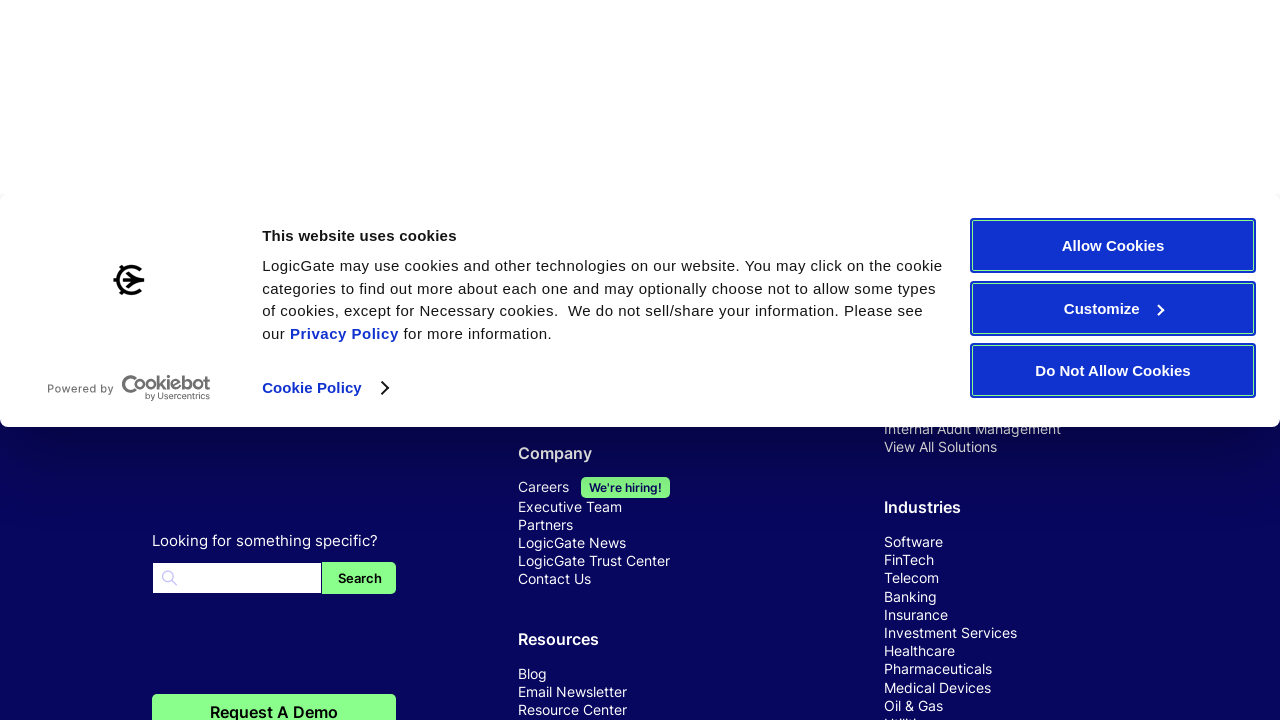 This website uses cookies
LogicGate may use cookies and other technologies on our website. You may click on the cookie
categories to find out more about each one and may optionally choose not to allow some types
of cookies, except for Necessary cookies.  We do not sell/share your information. Please see
our Privacy Policy for more information.
Cookie Policy
Powered by Cookiebot
by Usercentrics
Allow Cookies
Customize
Do Not Allow Cookies
Looking for something specific?
Search
Request A Demo
Company
Careers We're hiring!
Executive Team
Partners
LogicGate News
LogicGate Trust Center
Contact Us
Resources
Blog
Email Newsletter
Resource Center
Internal Audit Management
View All Solutions
Industries
Software
FinTech
Telecom
Banking
Insurance
Investment Services
Healthcare
Pharmaceuticals
Medical Devices
Oil & Gas